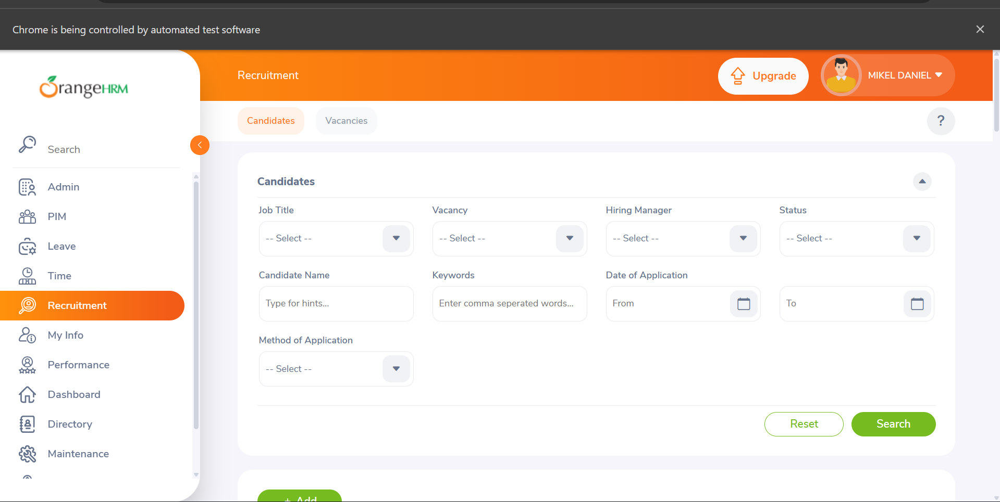 Chrome is being controlled by automated test software
OrangeHRM
Recruitment
Upgrade
MIKEL DANIEL
Candidates
Vacancies
?
Search
Admin
PIM
Leave
Time
Recruitment
My Info
Performance
Dashboard
Directory
Maintenance
Candidates
Job Title
Vacancy
Hiring Manager
Status
-- Select --
-- Select --
-- Select --
-- Select --
Candidate Name
Keywords
Date of Application
Type for hints...
Enter comma seperated words...
From
To
Method of Application
-- Select --
Reset
Search
+ Add